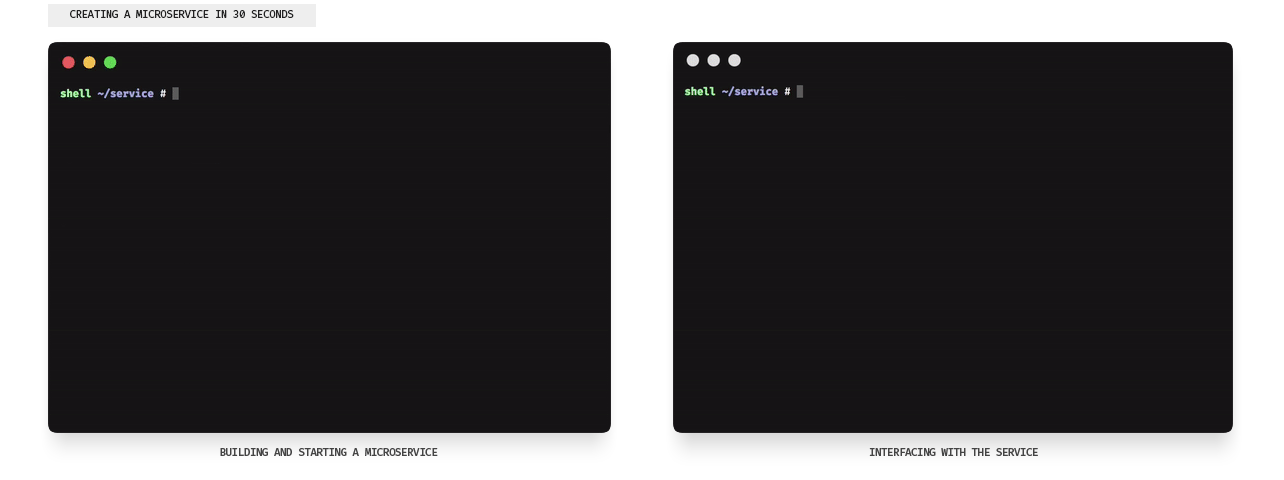 CREATING A MICROSERVICE IN 30 SECONDS
shell ~/service #
shell ~/service #
BUILDING AND STARTING A MICROSERVICE
INTERFACING WITH THE SERVICE